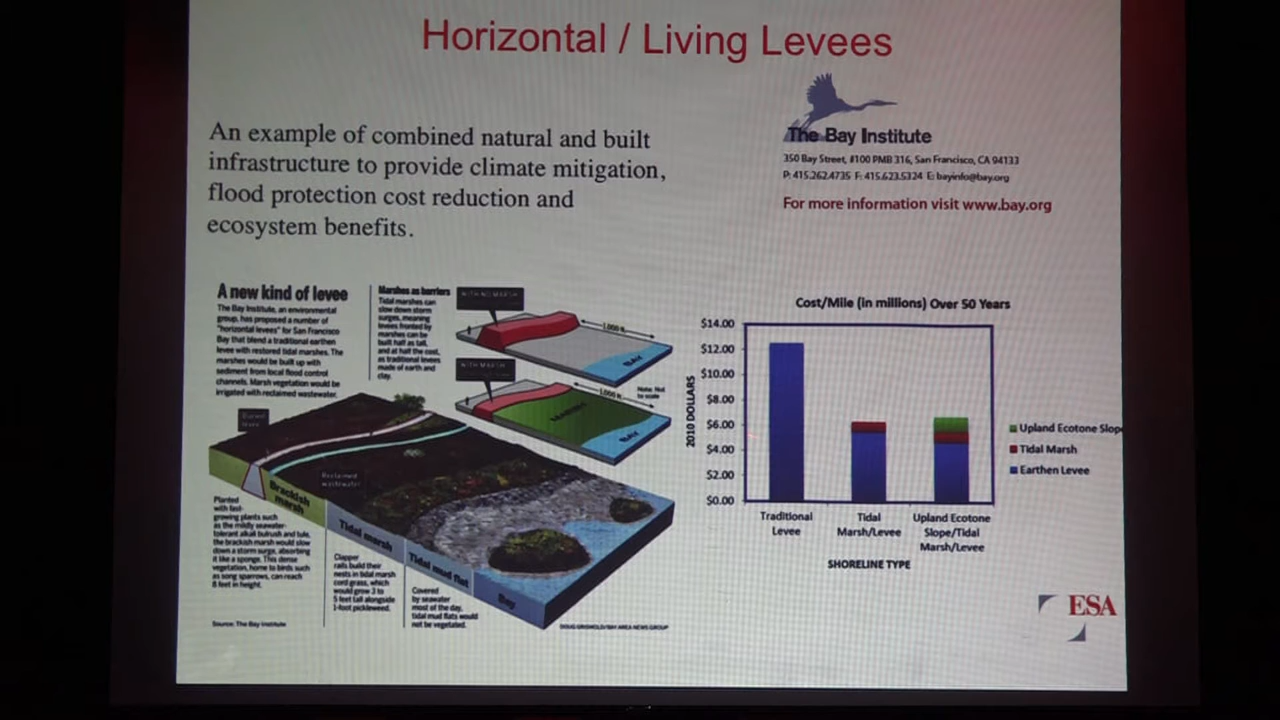 Horizontal / Living Levees
An example of combined natural and built
infrastructure to provide climate mitigation,
flood protection cost reduction and
ecosystem benefits.
The Bay Institute
350 Bay Street, #100 PMB 316, San Francisco, CA 94133
P: 415.262.4735 F: 415.623.5324 E: bayinfo@bay.org
For more information visit www.bay.org
A new kind of levee
The Bay Institute, an environmental
group, has proposed a number of
"horizontal levees" for San Francisco
Bay that blend a traditional earthen
levee with restored tidal marshes. The
marshes would be built up with
sediment from local flood control
channels. Marsh vegetation would be
irrigated with reclaimed wastewater.
Marshes as barriers
Tidal marshes can
slow down storm
surges, meaning
levees fronted by
marshes can be
built half as tall,
and at half the cost,
as traditional levees
made of earth and
clay.
WITH NO MARSH
1,000 ft.
BAY
WITH MARSH
1,000 ft.
Note: Not
to scale
MARSH
BAY
Reclaimed
wastewater
Brackish
marsh
Tidal marsh
Tidal mud flat
Bay
Planted
with fast-
growing plants such
as the mildly seawater-
tolerant alkali bulrush and tule,
the brackish marsh would slow
down a storm surge, absorbing
it like a sponge. This dense
vegetation, home to birds such
as song sparrows, can reach
8 feet in height.
Clapper
rails build their
nests in tidal marsh
cord grass, which
would grow 3 to
5 feet tall alongside
1-foot pickleweed.
Covered
by seawater
most of the day,
tidal mud flats would
not be vegetated.
Source: The Bay Institute
DOUG GRISWOLD/BAY AREA NEWS GROUP
Cost/Mile (in millions) Over 50 Years
2010 DOLLARS
$14.00
$12.00
$10.00
$8.00
$6.00
$4.00
$2.00
$0.00
Traditional
Levee
Tidal
Marsh/Levee
Upland Ecotone
Slope/Tidal
Marsh/Levee
SHORELINE TYPE
Upland Ecotone Slope
Tidal Marsh
Earthen Levee
ESA